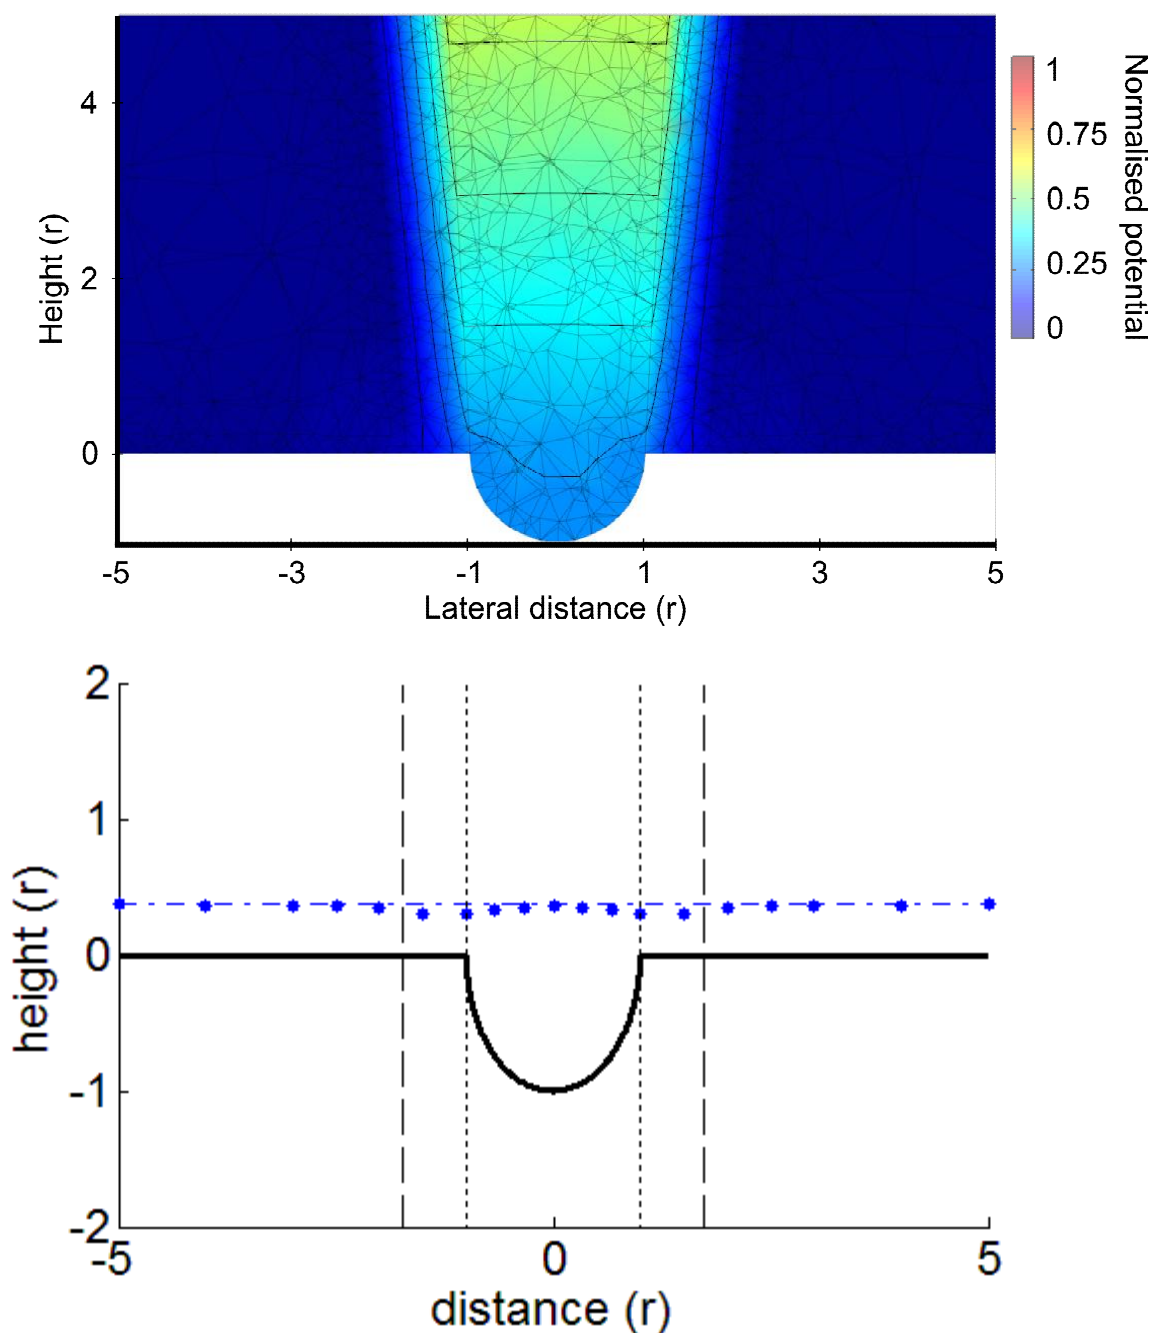 4
2
0
Height (r)
-5 -3 -1 1 3 5
Lateral distance (r)
1
0.75
0.5
0.25
0
Normalised potential
2
1
0
-1
-2
height (r)
-5 0 5
distance (r)